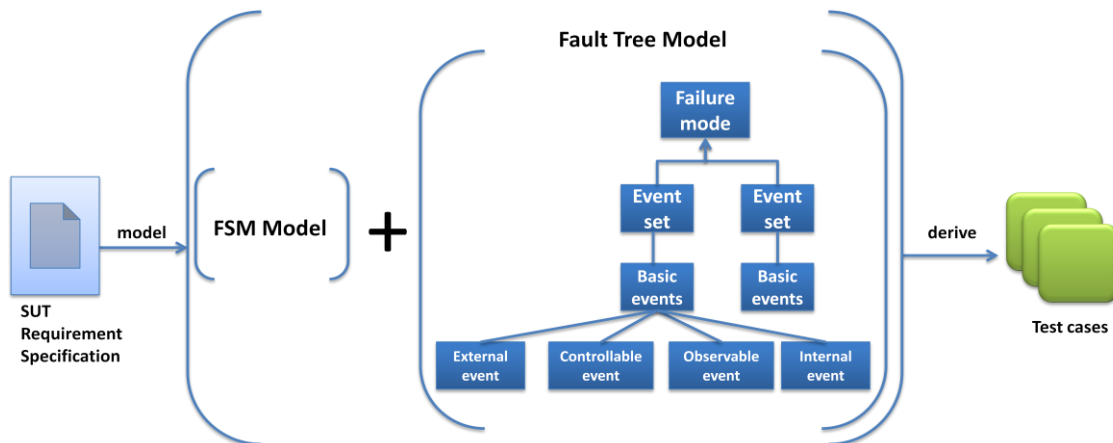 Fault Tree Model
Failure
mode
Event
set
Event
set
model
FSM Model
+
derive
Basic
events
Basic
events
SUT
Requirement
Specification
Test cases
External
event
Controllable
event
Observable
event
Internal
event